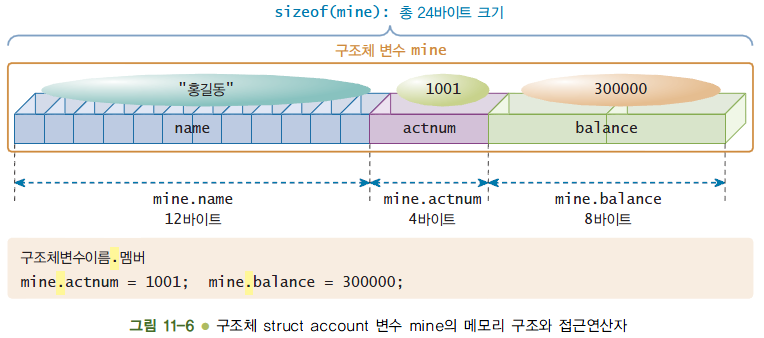 sizeof(mine): 총 24바이트 크기
구조체 변수 mine
"홍길동" 1001 300000
name actnum balance
mine.name mine.actnum mine.balance
12바이트 4바이트 8바이트
구조체변수이름.멤버
mine.actnum = 1001; mine.balance = 300000;
그림 11-6 ● 구조체 struct account 변수 mine의 메모리 구조와 접근연산자